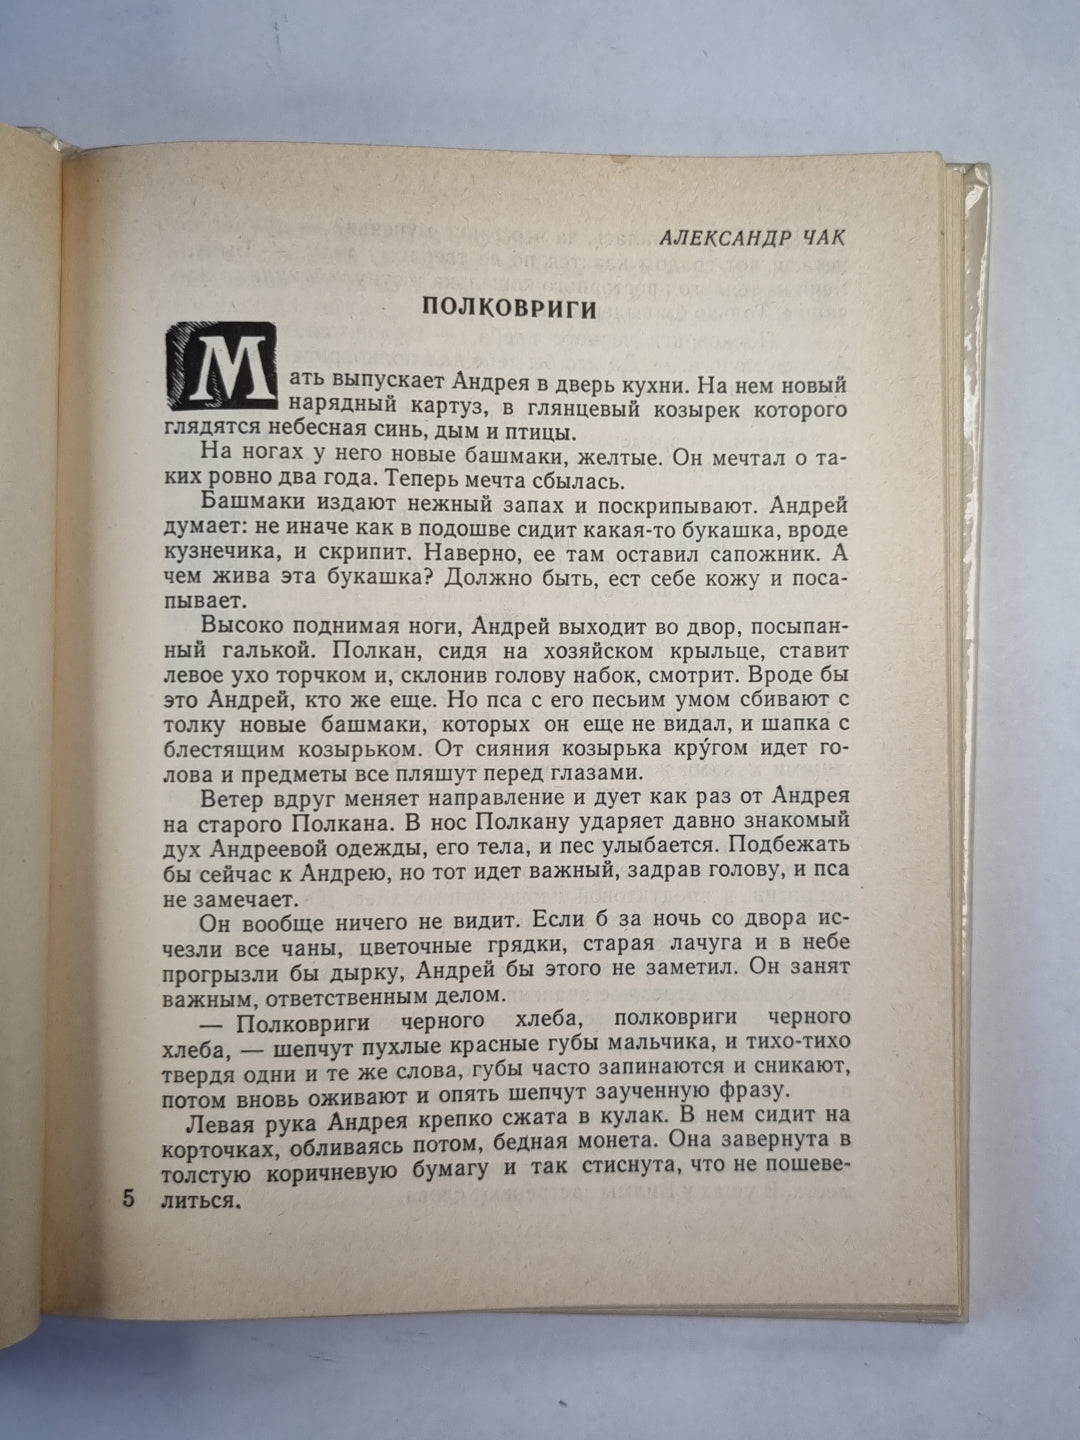 АЛЕКСАНДР ЧАК
ПОЛКОВРИГИ
Мать выпускает Андрея в дверь кухни. На нем новый
нарядный картуз, в глянцевый козырек которого
глядятся небесная синь, дым и птицы.
На ногах у него новые башмаки, желтые. Он мечтал о та-
ких ровно два года. Теперь мечта сбылась.
Башмаки издают нежный запах и поскрипывают. Андрей
думает: не иначе как в подошве сидит какая-то букашка, вроде
кузнечика, и скрипит. Наверно, ее там оставил сапожник. А
чем жива эта букашка? Должно быть, ест себе кожу и поса-
пывает.
Высоко поднимая ноги, Андрей выходит во двор, посыпан-
ный галькой. Полкан, сидя на хозяйском крыльце, ставит
левое ухо торчком и, склонив голову набок, смотрит. Вроде бы
это Андрей, кто же еще. Но пса с его песьим умом сбивают с
толку новые башмаки, которых он еще не видал, и шапка с
блестящим козырьком. От сияния козырька кру́гом идет го-
лова и предметы все пляшут перед глазами.
Ветер вдруг меняет направление и дует как раз от Андрея
на старого Полкана. В нос Полкану ударяет давно знакомый
дух Андреевой одежды, его тела, и пес улыбается. Подбежать
бы сейчас к Андрею, но тот идет важный, задрав голову, и пса
не замечает.
Он вообще ничего не видит. Если б за ночь со двора ис-
чезли все чаны, цветочные грядки, старая лачуга и в небе
прогрызли бы дырку, Андрей бы этого не заметил. Он занят
важным, ответственным делом.
— Полковриги черного хлеба, полковриги черного
хлеба, — шепчут пухлые красные губы мальчика, и тихо-тихо
твердя одни и те же слова, губы часто запинаются и сникают,
потом вновь оживают и опять шепчут заученную фразу.
Левая рука Андрея крепко сжата в кулак. В нем сидит на
корточках, обливаясь потом, бедная монета. Она завернута в
толстую коричневую бумагу и так стиснута, что не пошеве-
литься.
5